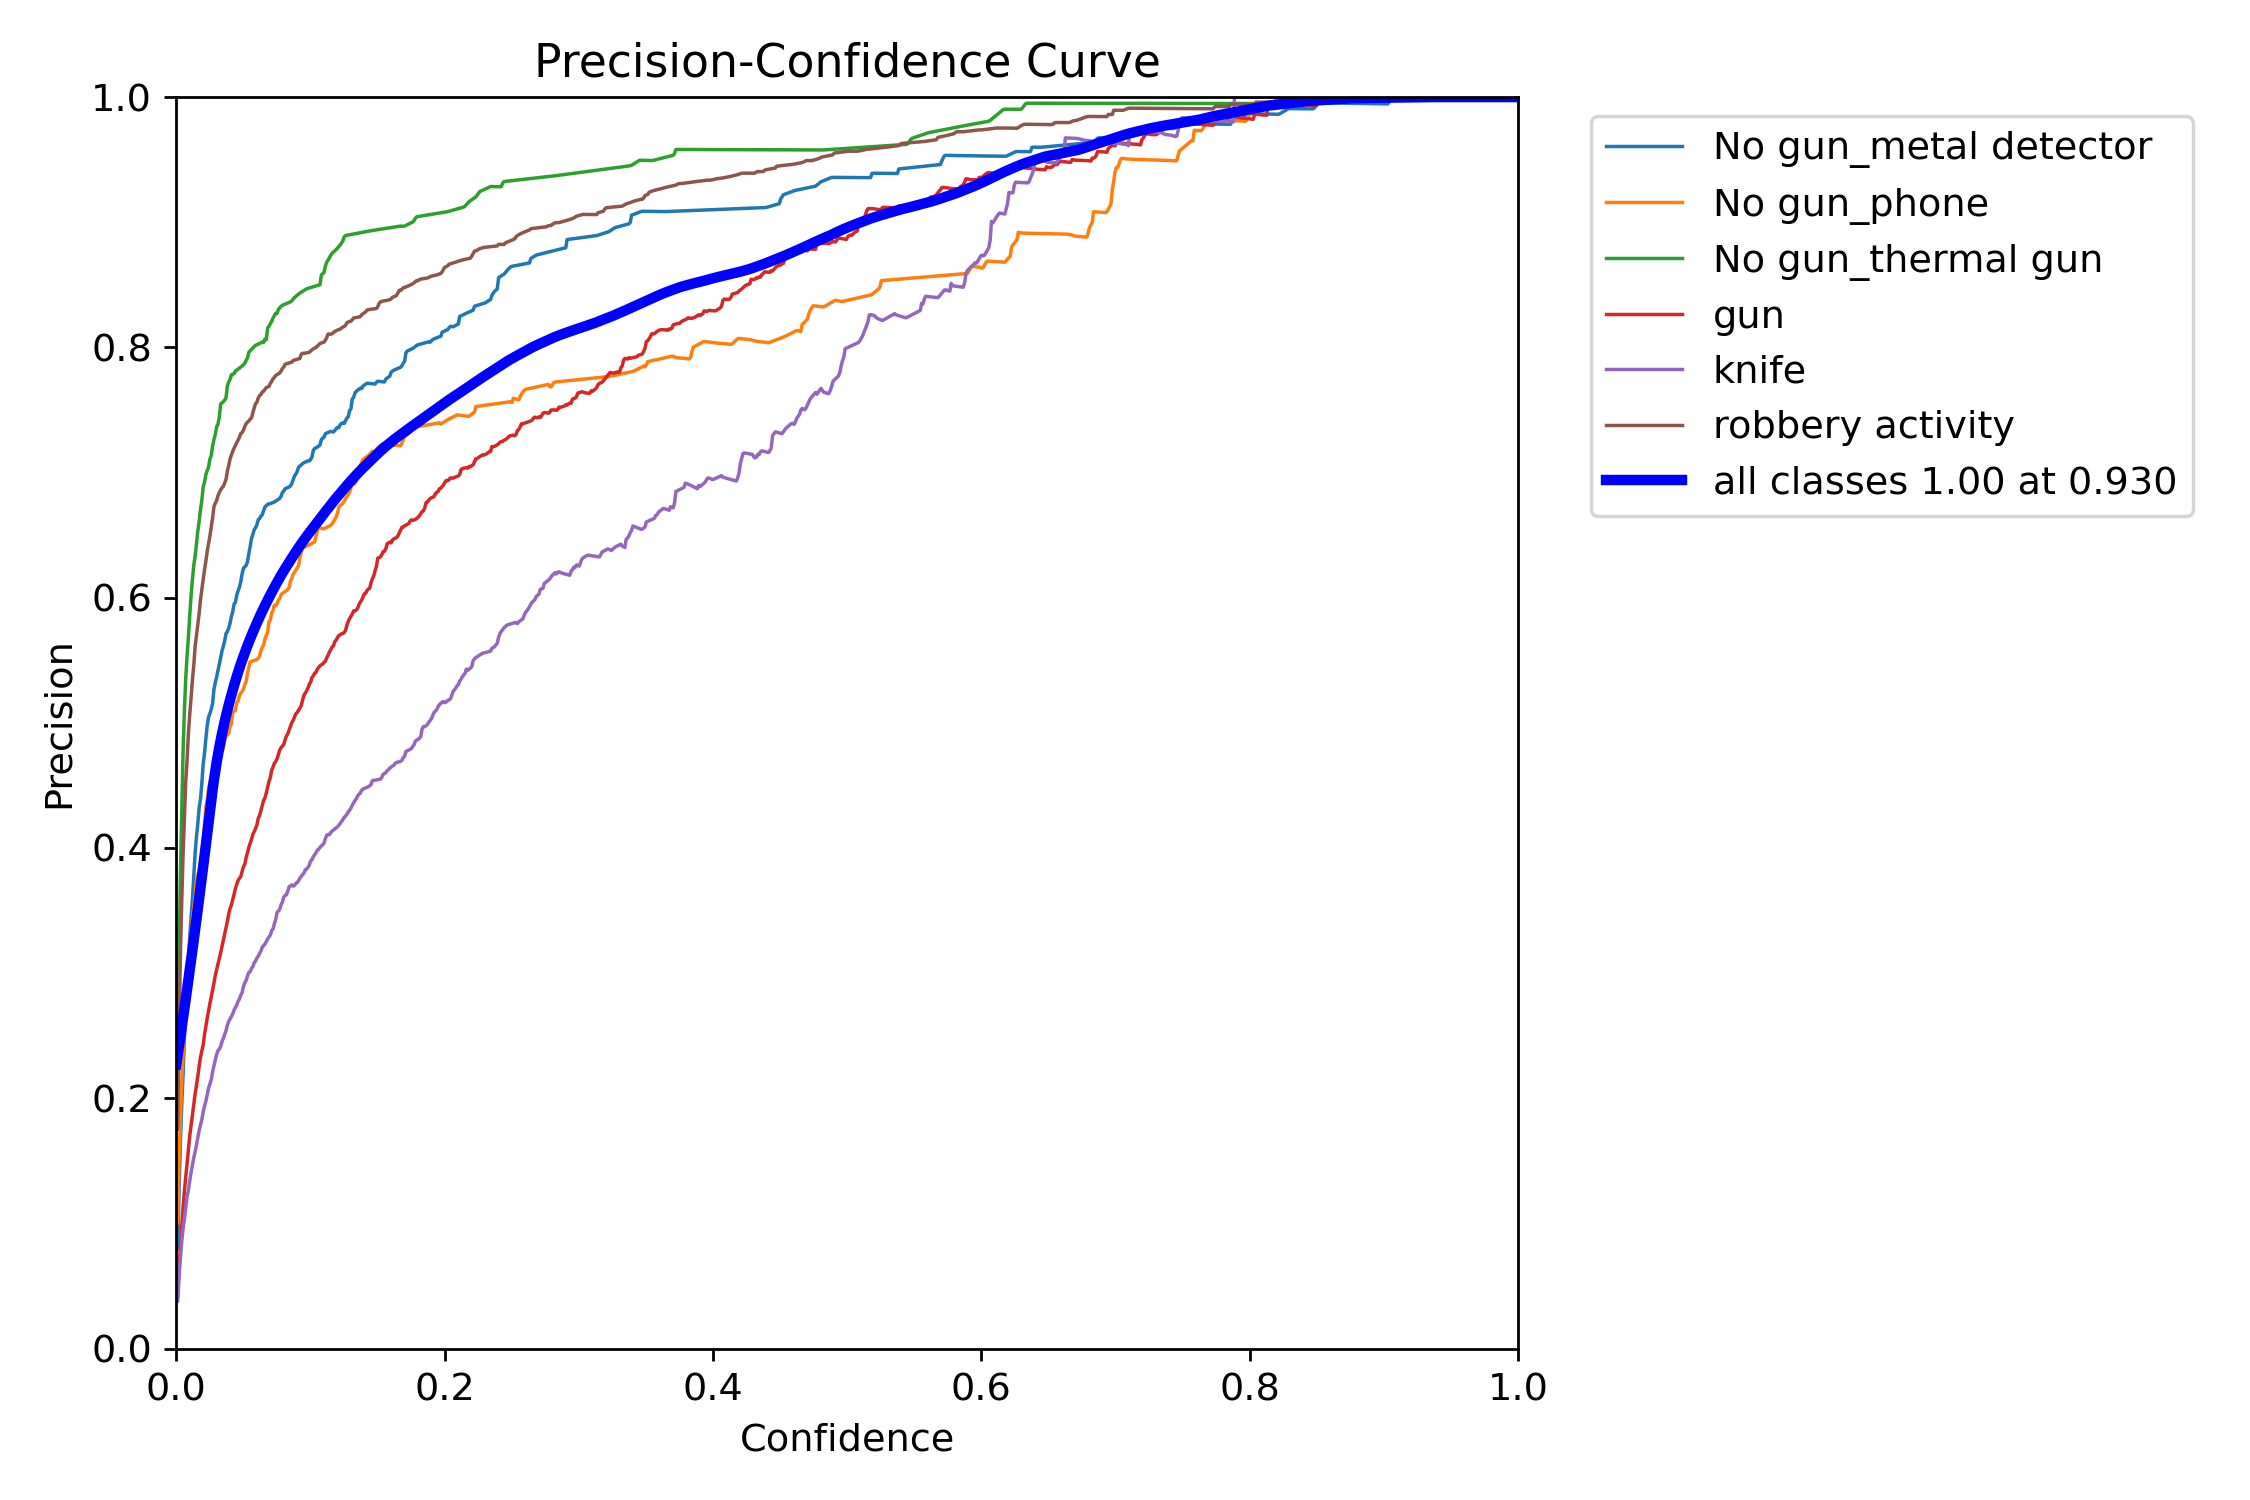 Precision-Confidence Curve
1.0
0.8
0.6
0.4
0.2
0.0
Precision
0.0 0.2 0.4 0.6 0.8 1.0
Confidence
No gun_metal detector
No gun_phone
No gun_thermal gun
gun
knife
robbery activity
all classes 1.00 at 0.930